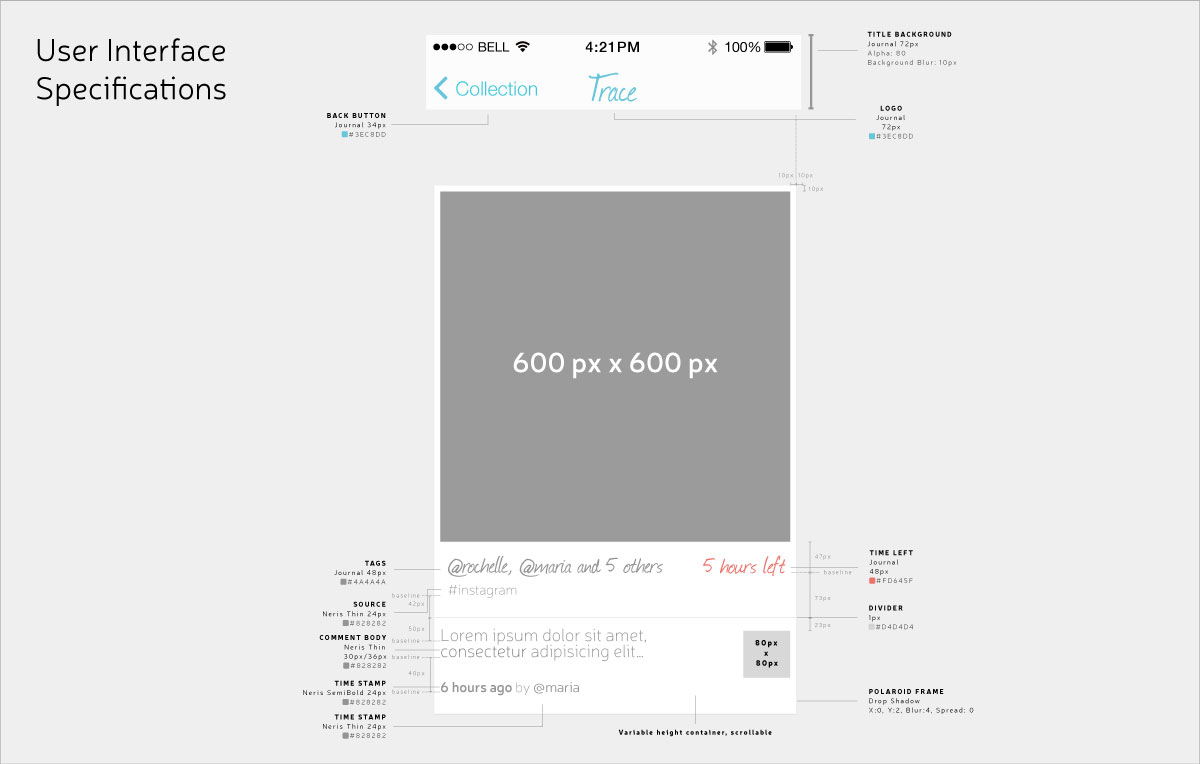 User Interface
Specifications
BELL
4:21PM
100%
Collection
Trace
TITLE BACKGROUND
Journal 72px
Alpha: 80
Background Blur: 10px
BACK BUTTON
Journal 34px
#3EC8DD
LOGO
Journal
72px
#3EC8DD
10px
10px
10px
600 px x 600 px
@rochelle, @maria and 5 others
5 hours left
#instagram
Lorem ipsum dolor sit amet,
consectetur adipisicing elit...
80px
x
80px
6 hours ago by @maria
TAGS
Journal 48px
#4A4A4A
baseline
42px
SOURCE
Neris Thin 24px
#828282
50px
COMMENT BODY
baseline
Neris Thin
30px/36px
baseline
#828282
40px
TIME STAMP
Neris SemiBold 24px
baseline
#828282
TIME STAMP
Neris Thin 24px
#828282
47px
TIME LEFT
Journal
48px
baseline
#FD645F
73px
DIVIDER
1px
23px
#D4D4D4
POLAROID FRAME
Drop Shadow
X:0, Y:2, Blur:4, Spread: 0
Variable height container, scrollable